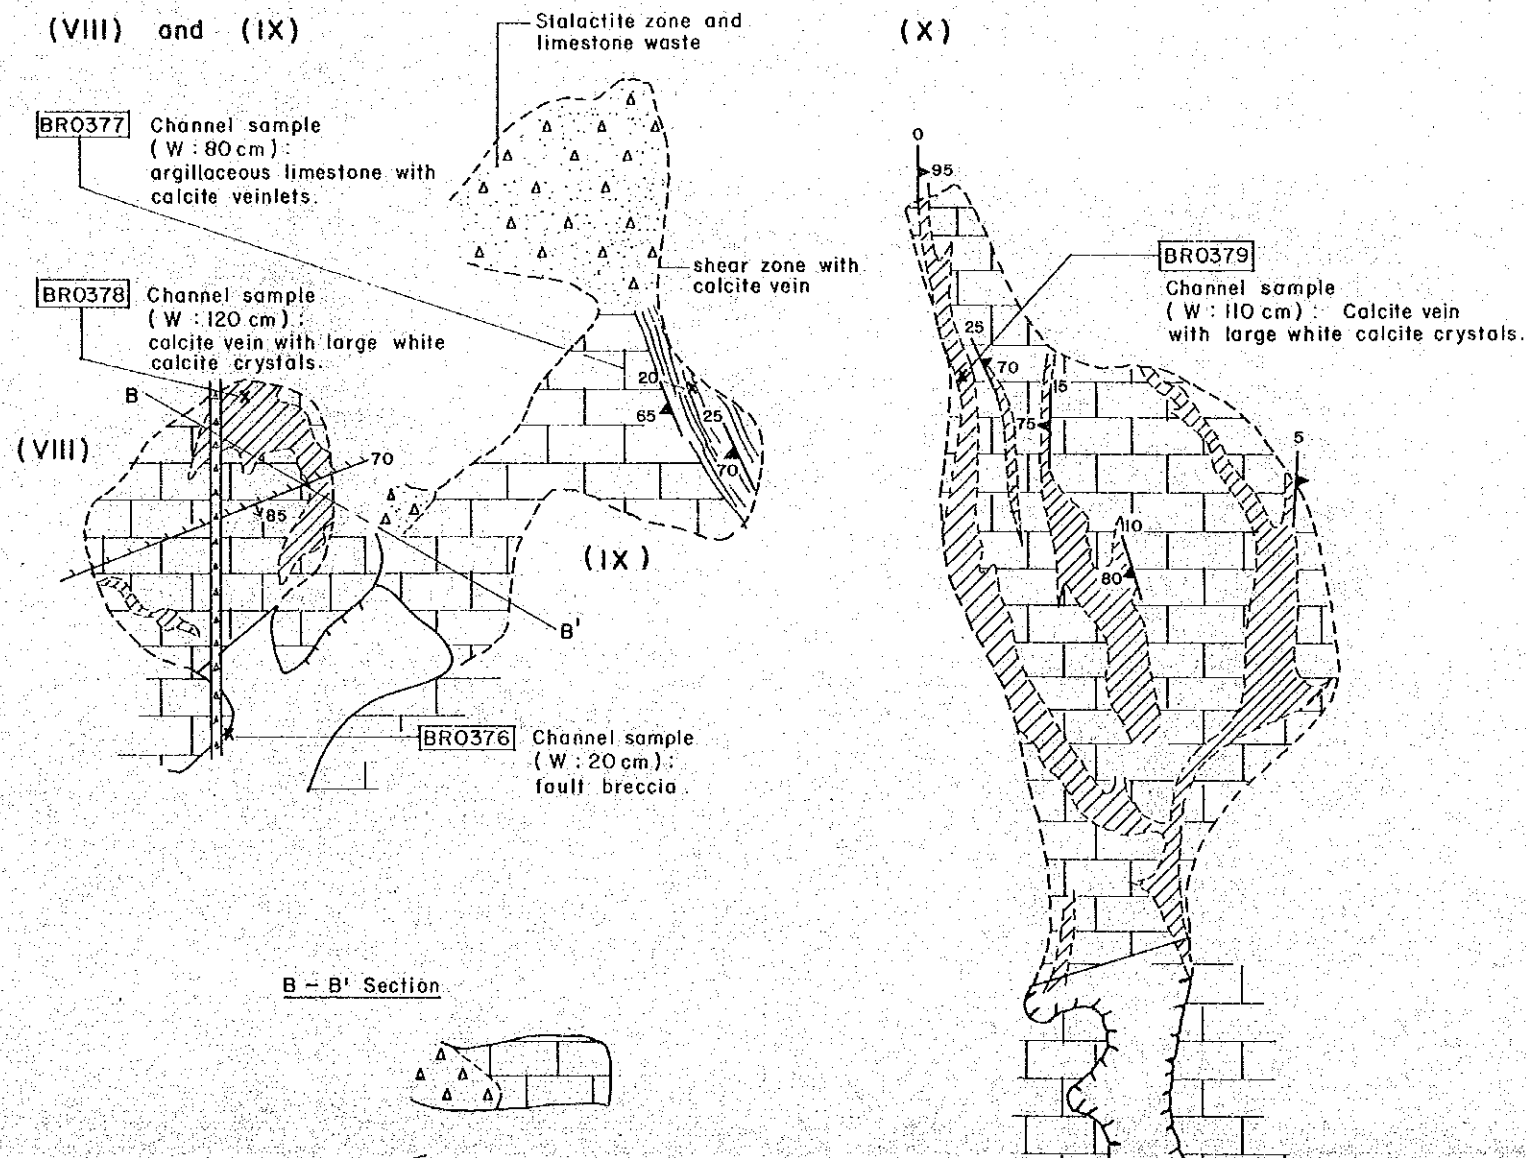 (VIII) and (IX)
Stalactite zone and
limestone waste
(X)
BR0377
Channel sample
(W : 80 cm) :
argillaceous limestone with
calcite veinlets.
0
95
BR0378
Channel sample
(W : 120 cm) :
calcite vein with large white
calcite crystals.
shear zone with
calcite vein
BR0379
Channel sample
(W : 110 cm) : Calcite vein
with large white calcite crystals.
25
70
15
75
5
10
80
B
(VIII)
70
85
20
65
25
70
(IX)
B'
BR0376
Channel sample
(W : 20 cm) :
fault breccia.
B - B' Section